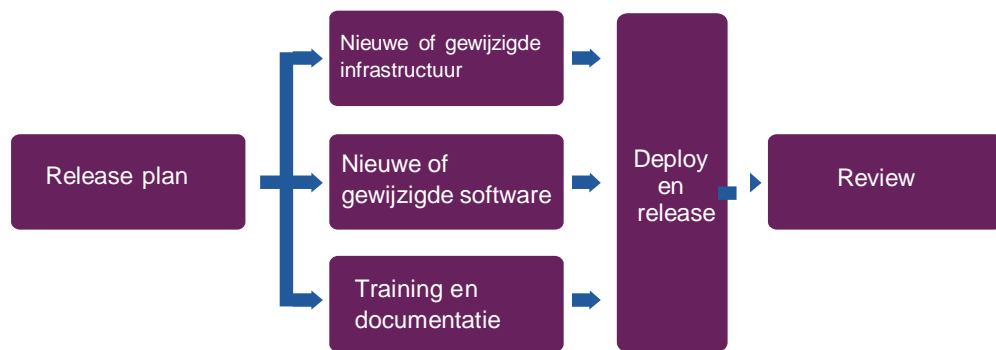 Release plan
Nieuwe of gewijzigde
infrastructuur
Nieuwe of
gewijzigde software
Training en
documentatie
Deploy
en
release
Review